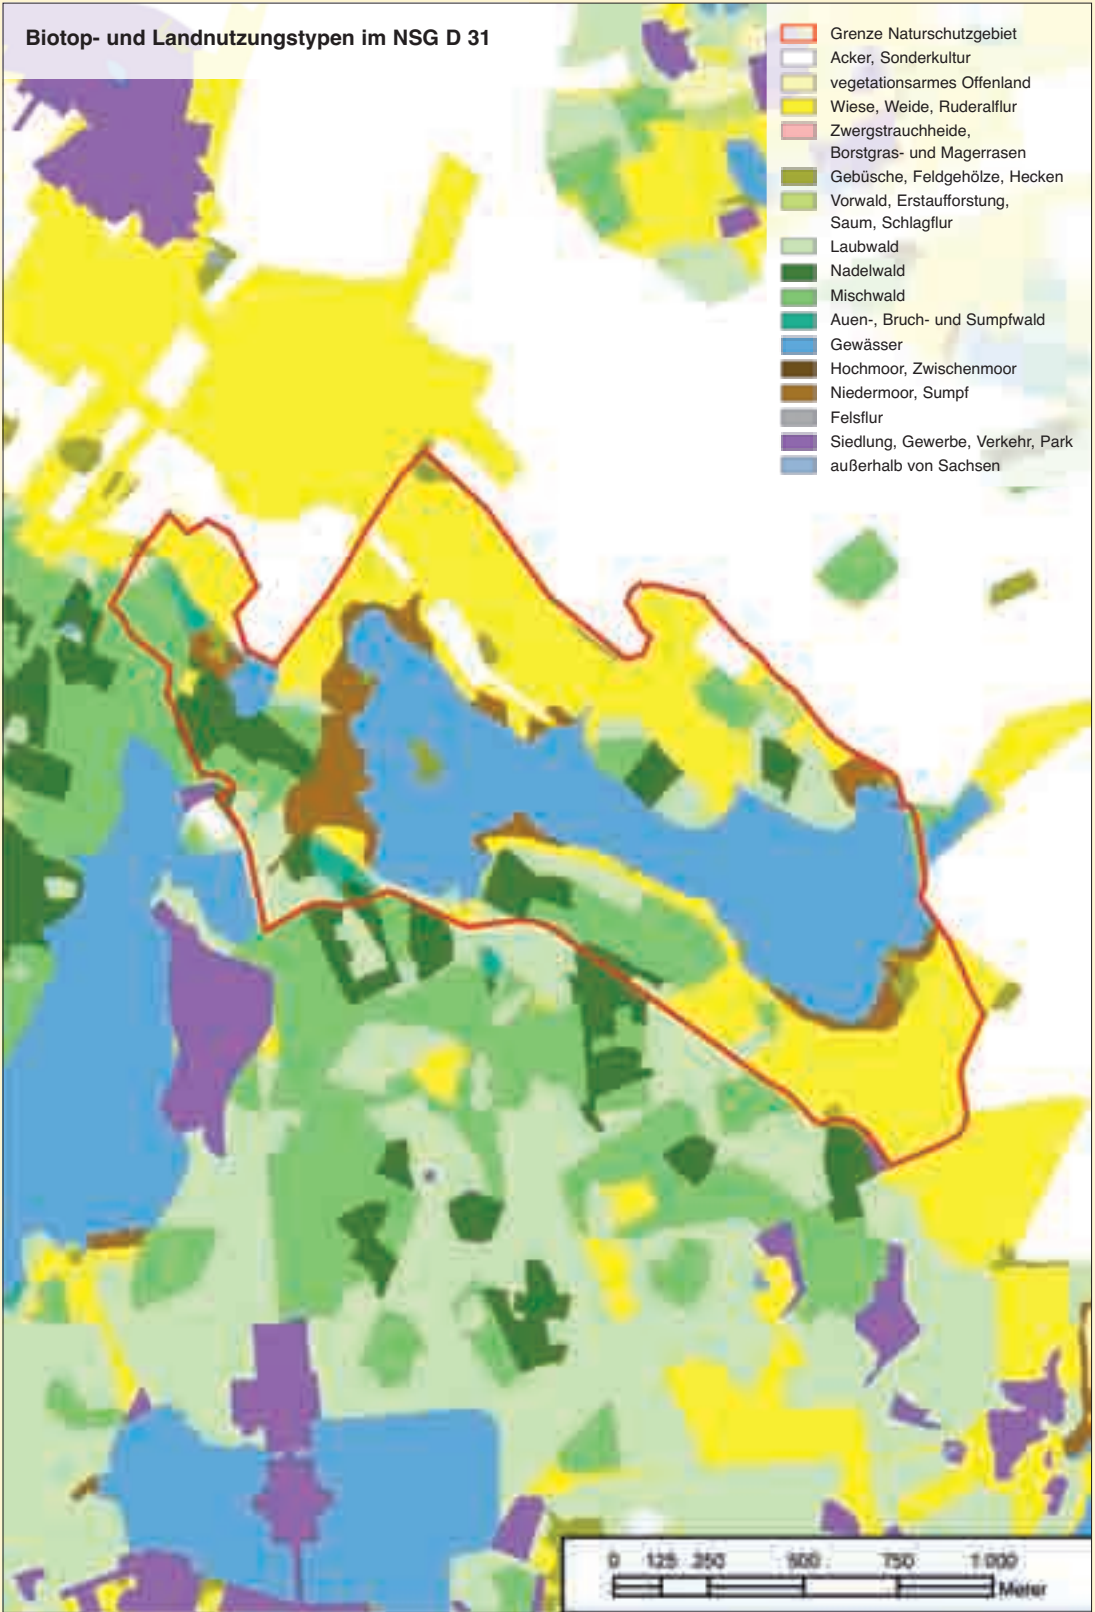 Biotop- und Landnutzungstypen im NSG D 31
Grenze Naturschutzgebiet
Acker, Sonderkultur
vegetationsarmes Offenland
Wiese, Weide, Ruderalflur
Zwergstrauchheide,
Borstgras- und Magerrasen
Gebüsche, Feldgehölze, Hecken
Vorwald, Erstaufforstung,
Saum, Schlagflur
Laubwald
Nadelwald
Mischwald
Auen-, Bruch- und Sumpfwald
Gewässer
Hochmoor, Zwischenmoor
Niedermoor, Sumpf
Felsflur
Siedlung, Gewerbe, Verkehr, Park
außerhalb von Sachsen
0 125 250 500 750 1 000
Meter